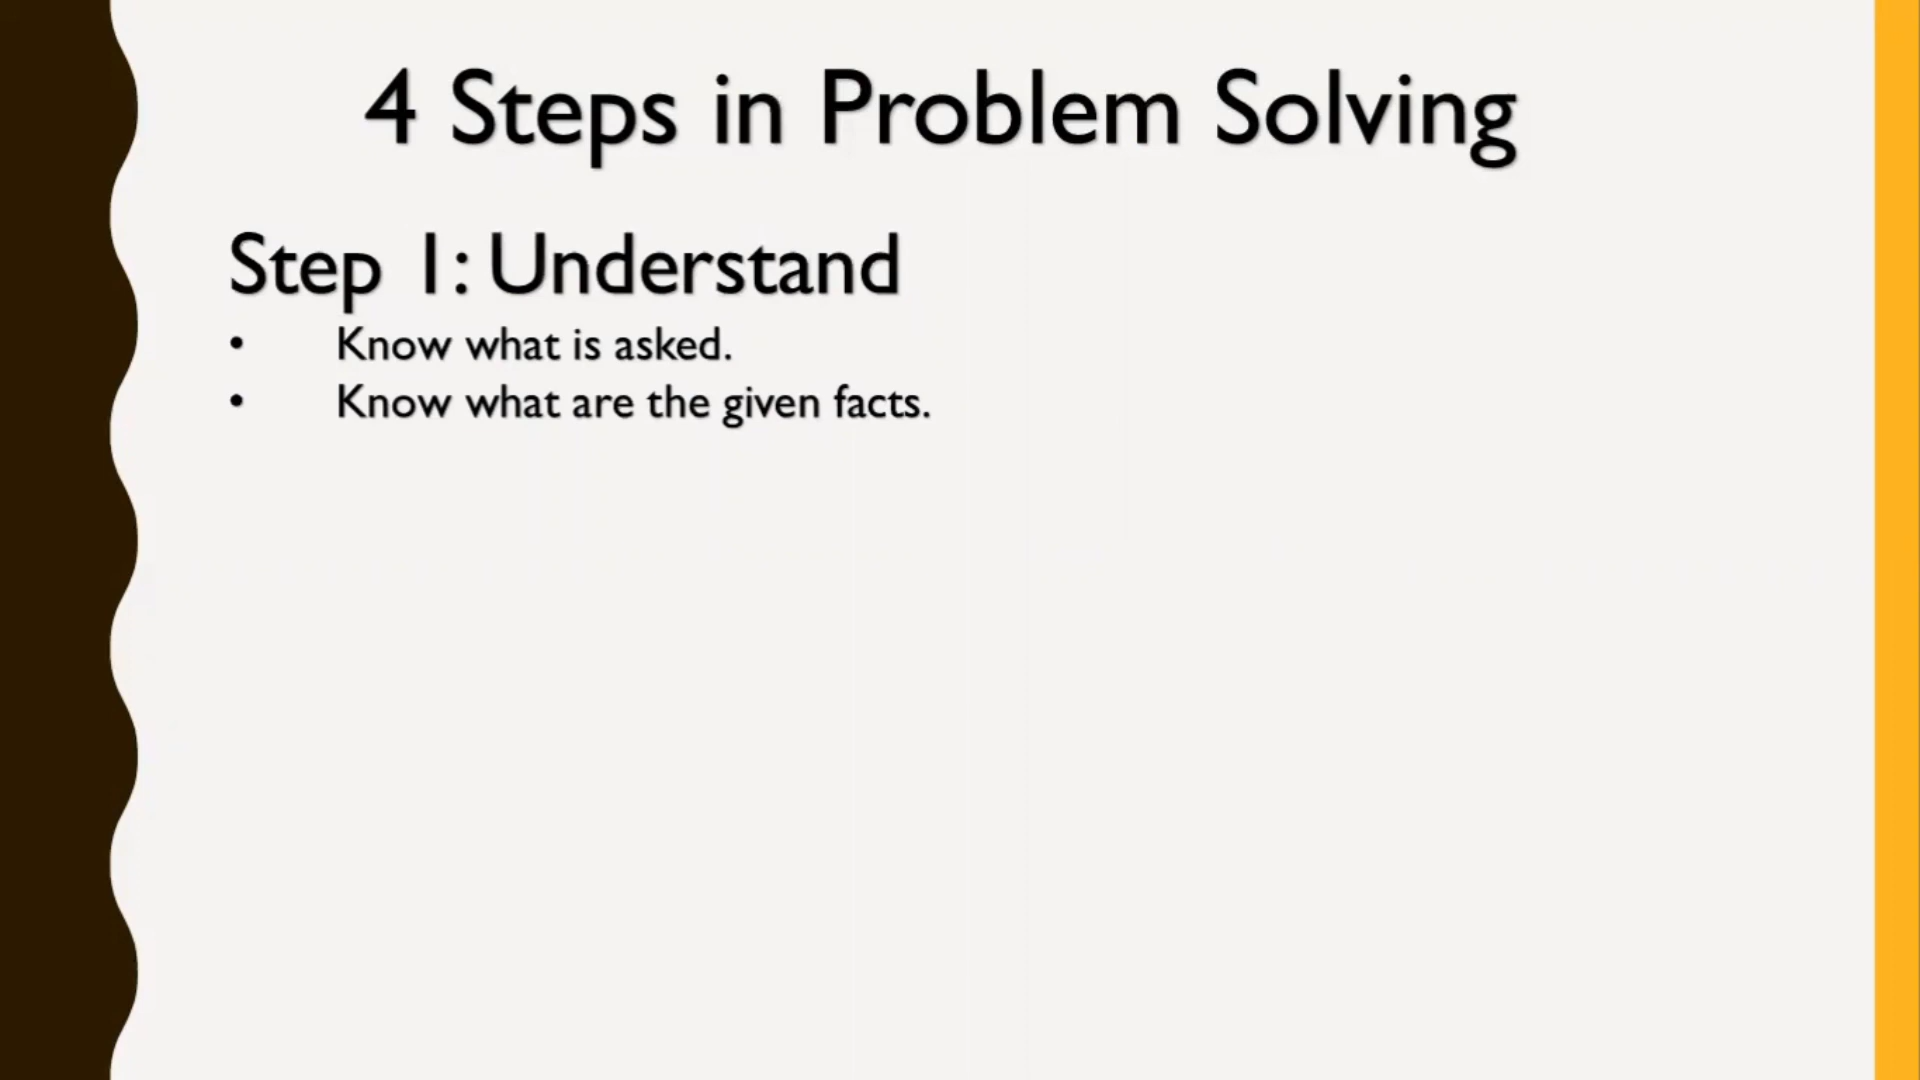 4 Steps in Problem Solving
Step 1: Understand
• Know what is asked.
• Know what are the given facts.